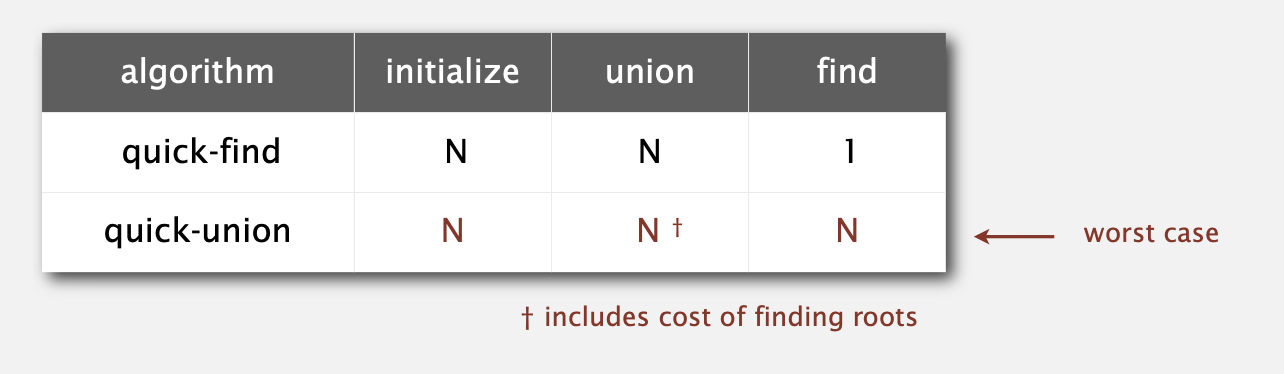 algorithm initialize union find
quick-find N N 1
quick-union N N † N
worst case
† includes cost of finding roots